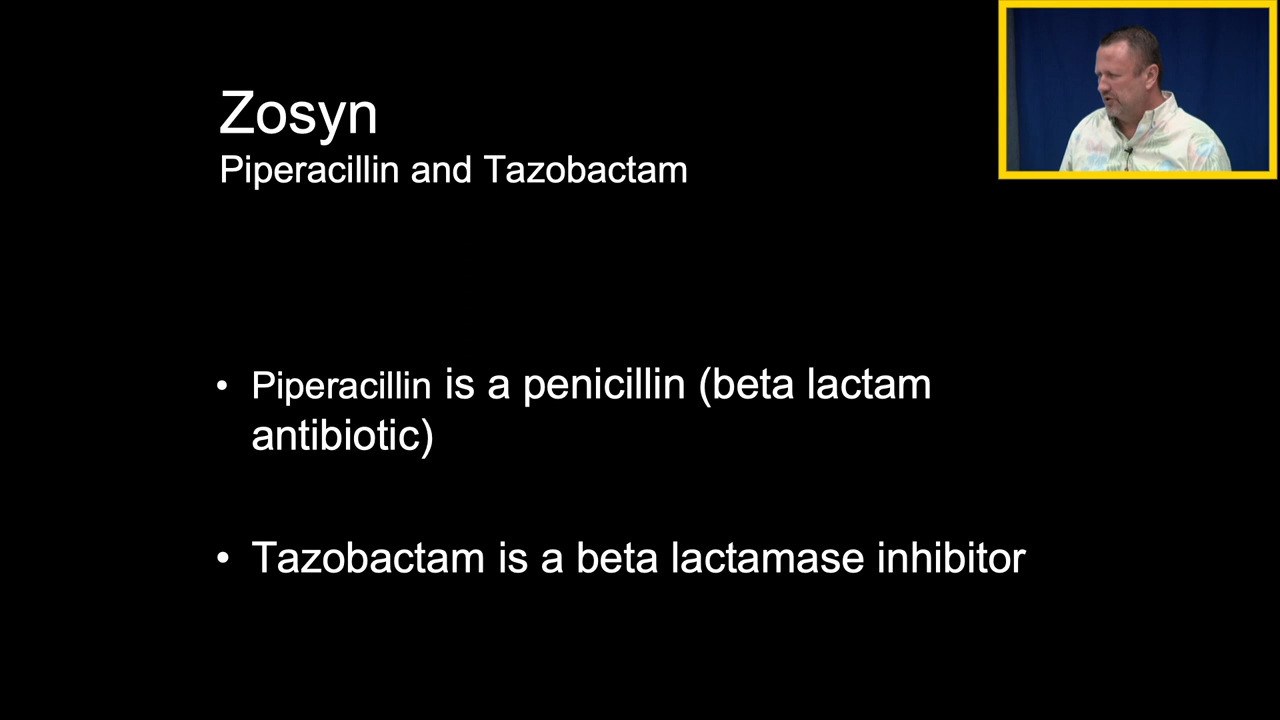 Zosyn
Piperacillin and Tazobactam
• Piperacillin is a penicillin (beta lactam
antibiotic)
• Tazobactam is a beta lactamase inhibitor